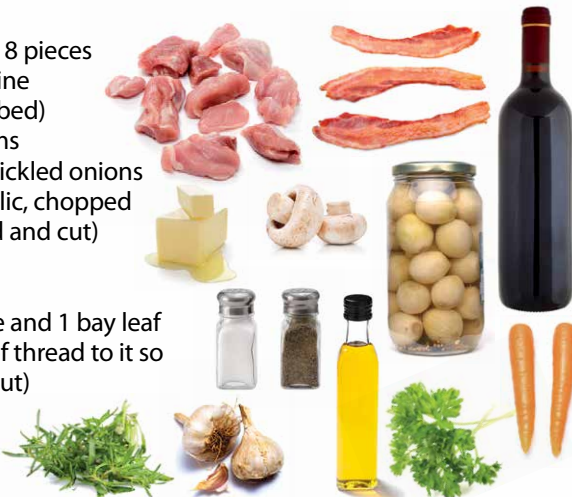 8 pieces
ine
bed)
ns
ickled onions
lic, chopped
d and cut)
e and 1 bay leaf
f thread to it so
ut)